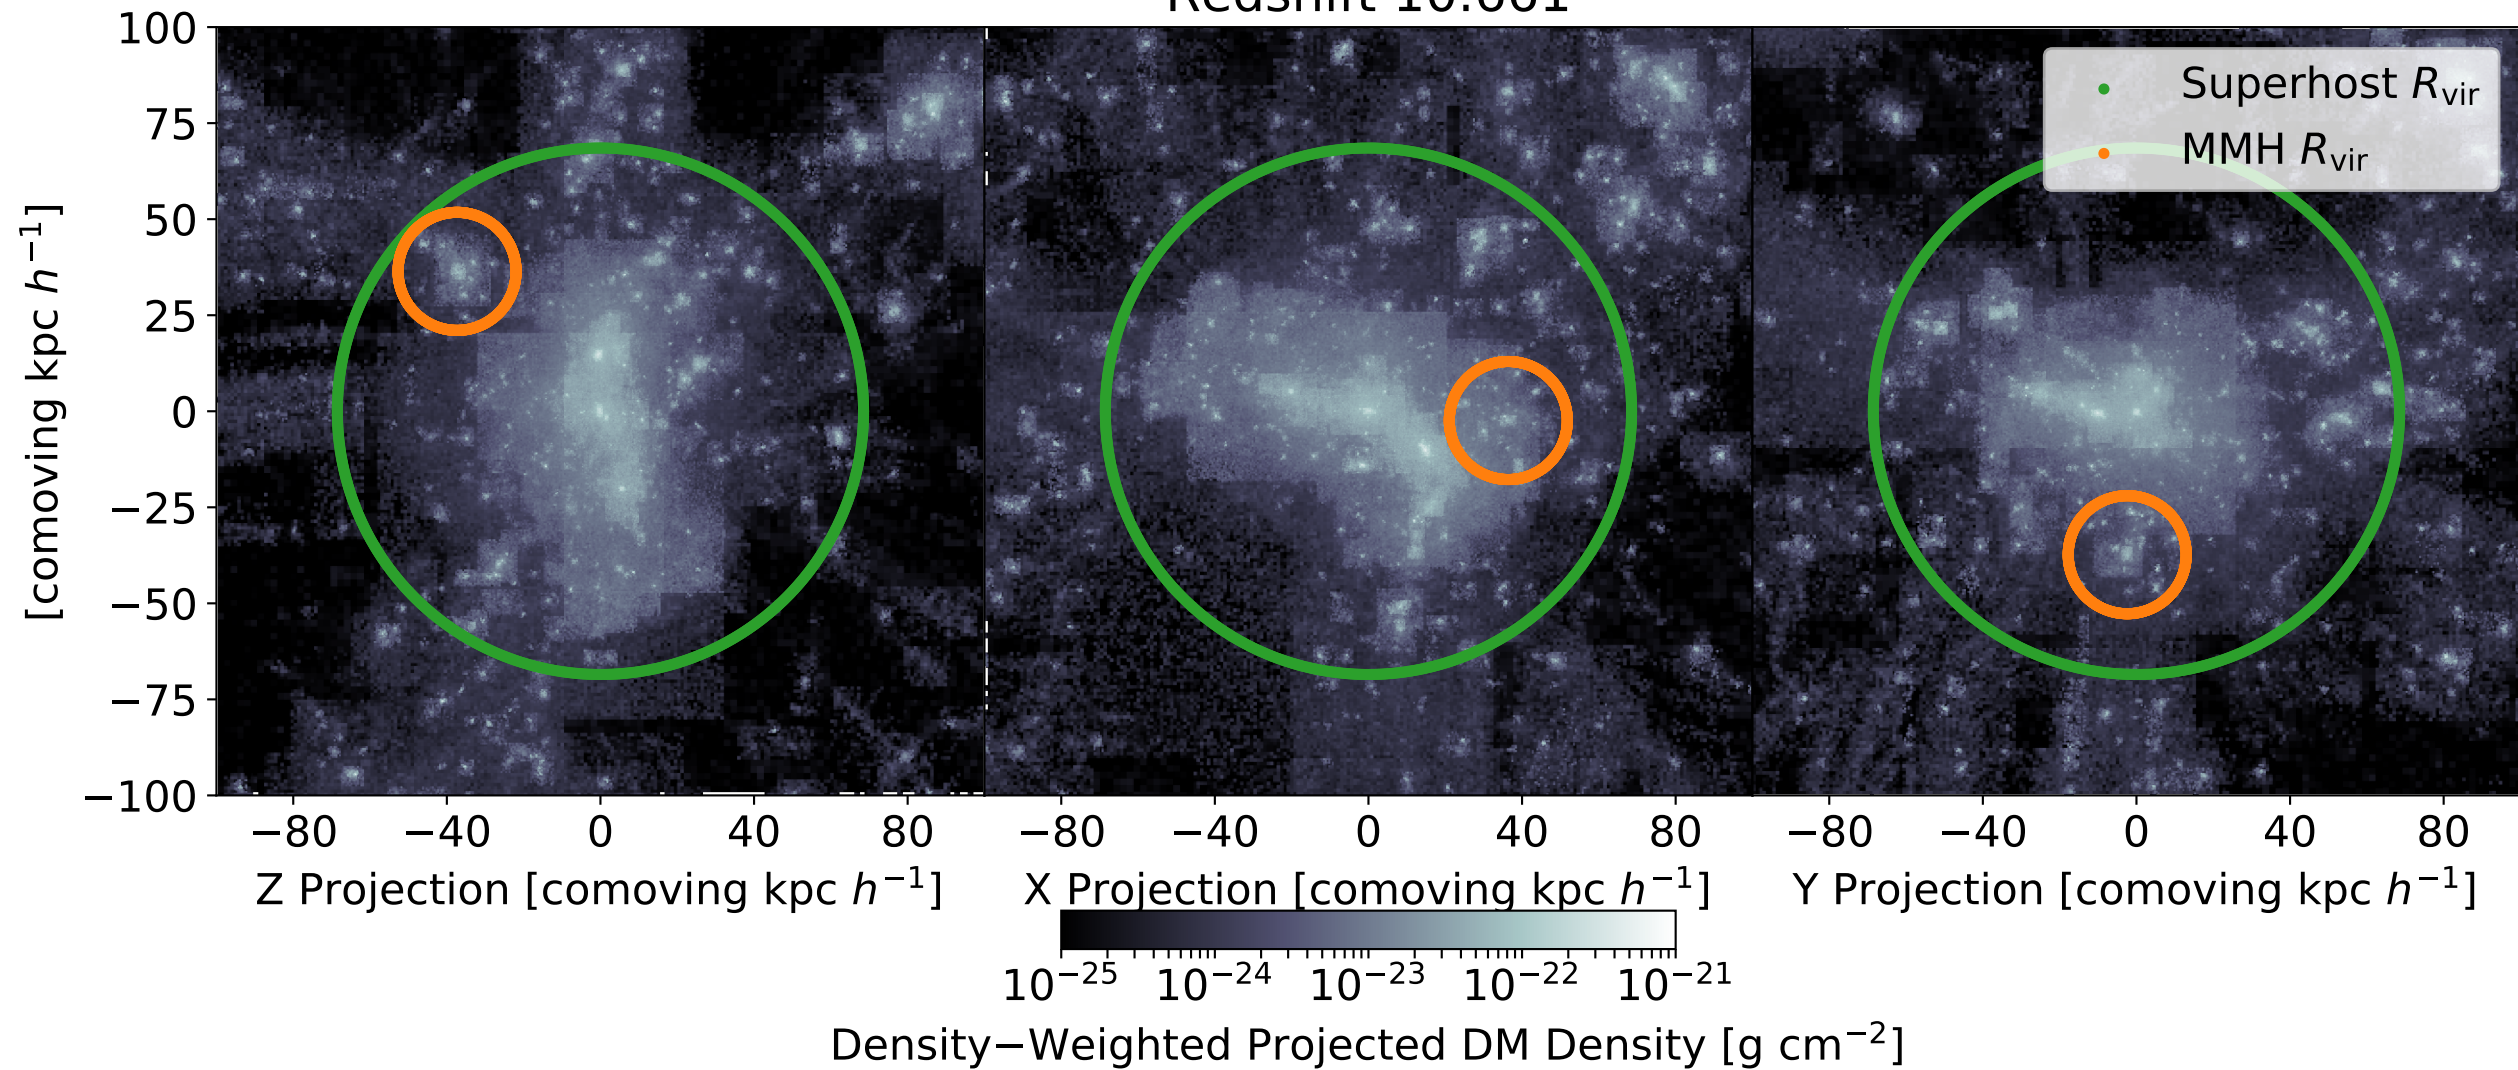 Redshift 10.661
Superhost Rvir
MMH Rvir
[comoving kpc h−1]
100
75
50
25
0
−25
−50
−75
−100
−80 −40 0 40 80 −80 −40 0 40 80 −80 −40 0 40 80
Z Projection [comoving kpc h−1] X Projection [comoving kpc h−1] Y Projection [comoving kpc h−1]
10−25 10−24 10−23 10−22 10−21
Density−Weighted Projected DM Density [g cm−2]